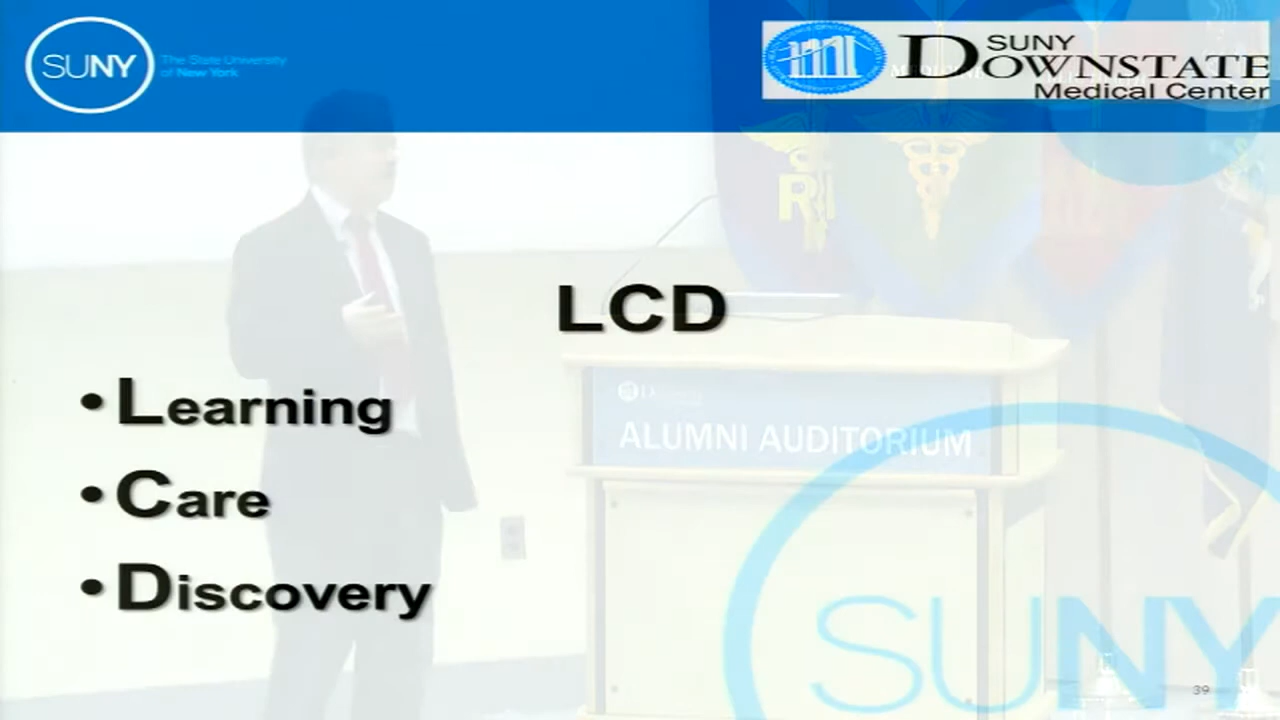 SUNY
The State University
of New York
SUNY
DOWNSTATE
Medical Center
LCD
• Learning
• Care
• Discovery
ALUMNI AUDITORIUM
SUNY
39